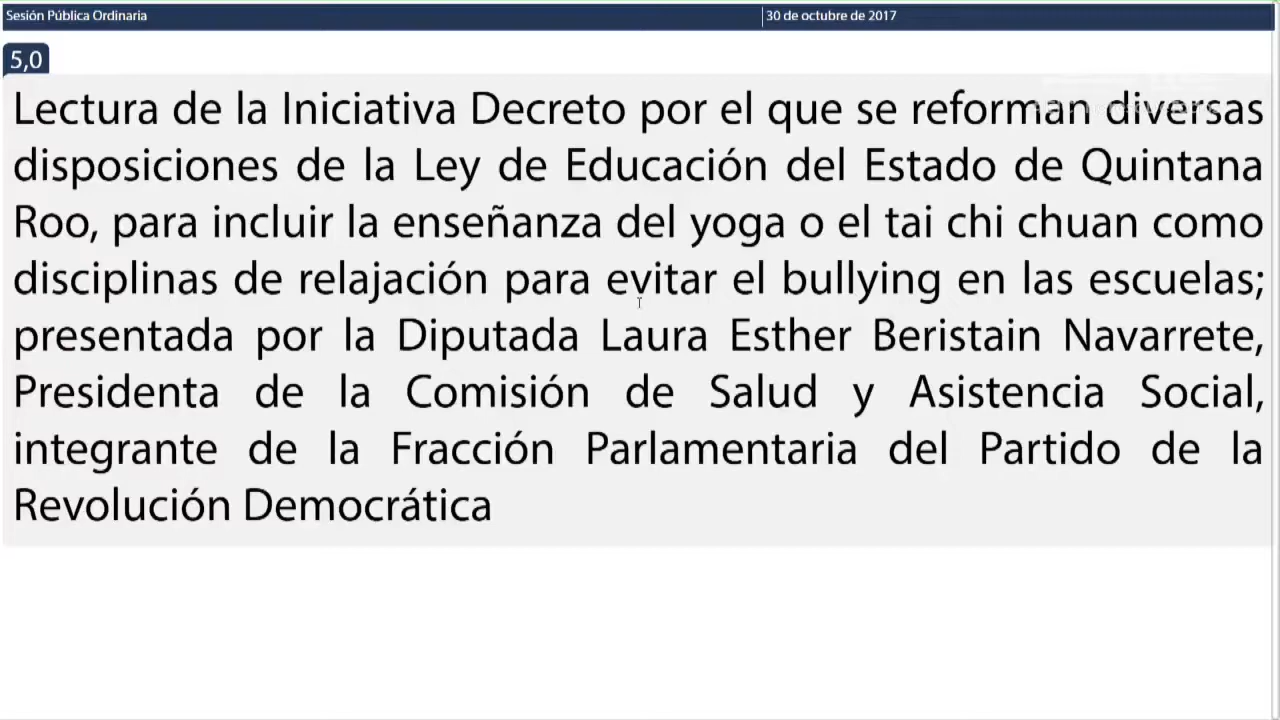 Sesión Pública Ordinaria
30 de octubre de 2017
5,0
Lectura de la Iniciativa Decreto por el que se reforman diversas
disposiciones de la Ley de Educación del Estado de Quintana
Roo, para incluir la enseñanza del yoga o el tai chi chuan como
disciplinas de relajación para evitar el bullying en las escuelas;
presentada por la Diputada Laura Esther Beristain Navarrete,
Presidenta de la Comisión de Salud y Asistencia Social,
integrante de la Fracción Parlamentaria del Partido de la
Revolución Democrática